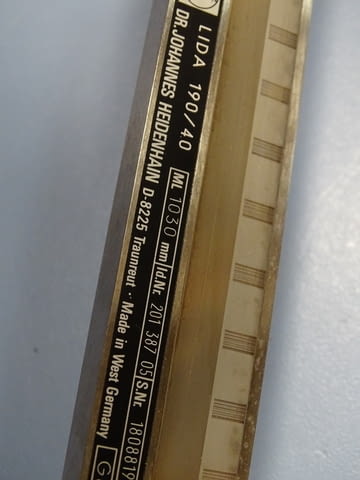 LIDA 190/40 ML 1030 mm Id.Nr. 201 387 05 S.Nr. 1808819
DR. JOHANNES HEIDENHAIN D-8225 Traunreut · Made in West Germany